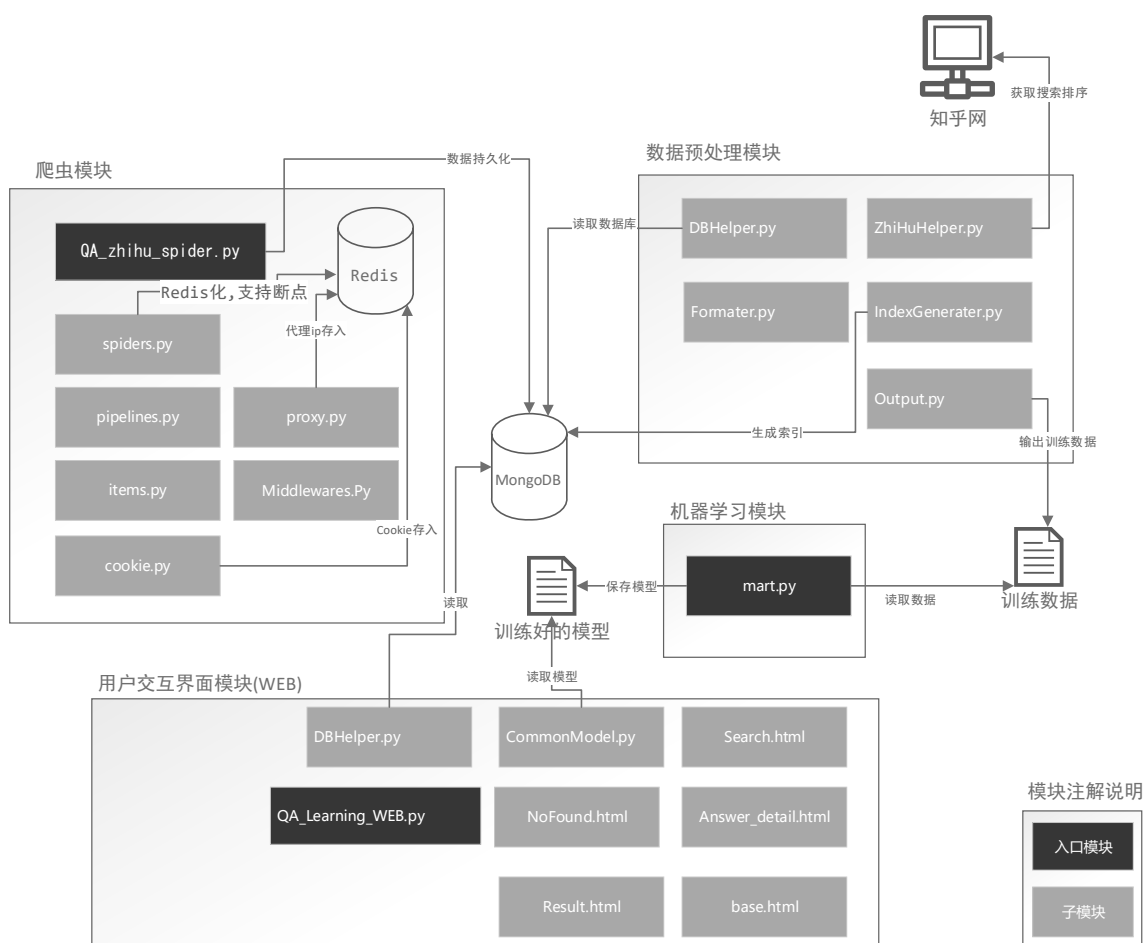 知乎网
获取搜索排序
爬虫模块
QA_zhihu_spider.py
数据持久化
Redis
Redis化,支持断点
spiders.py
代理ip存入
pipelines.py
proxy.py
items.py
Middlewares.Py
Cookie存入
cookie.py
数据预处理模块
读取数据库
DBHelper.py
ZhiHuHelper.py
Formater.py
IndexGenerater.py
Output.py
生成索引
输出训练数据
MongoDB
读取
机器学习模块
mart.py
保存模型
读取数据
训练数据
训练好的模型
读取模型
用户交互界面模块(WEB)
DBHelper.py
CommonModel.py
Search.html
QA_Learning_WEB.py
NoFound.html
Answer_detail.html
Result.html
base.html
模块注解说明
入口模块
子模块